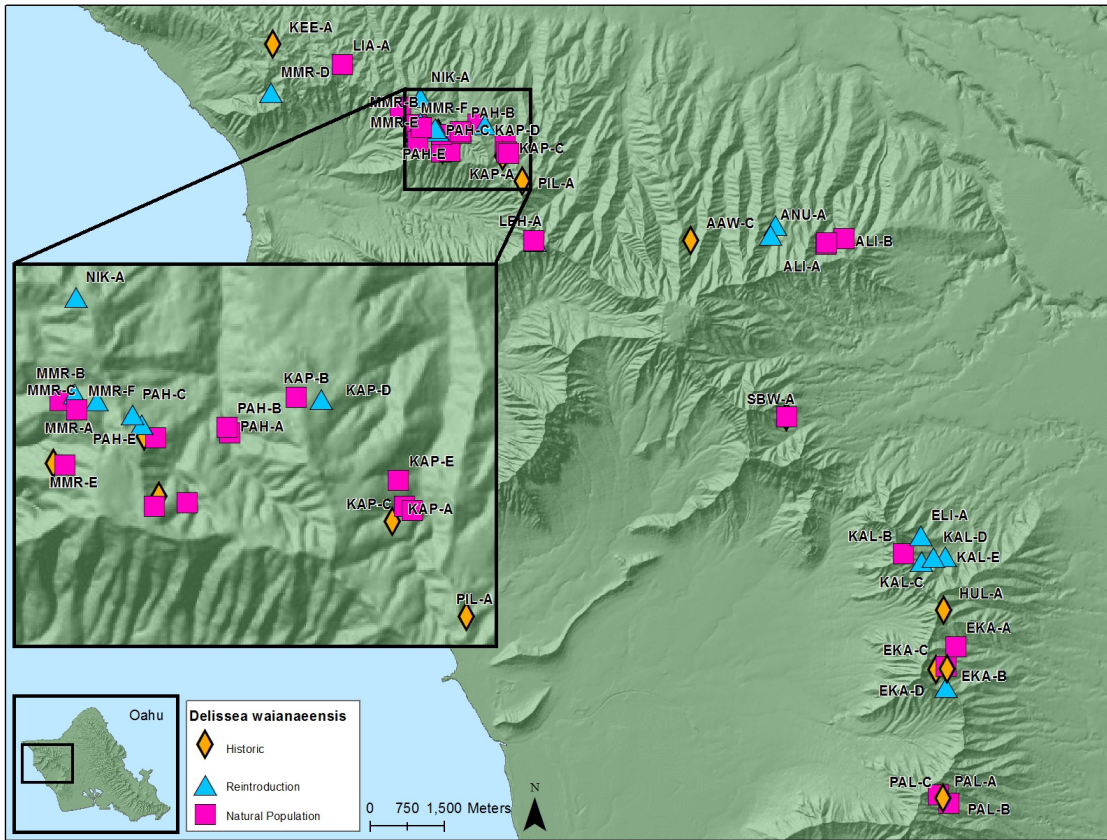 KEE-A
LIA-A
MMR-D
NIK-A
MMR-B
MMR-F
PAH-B
MMR-E
PAH-C
KAP-D
PAH-E
KAP-C
KAP-A
PIL-A
LEH-A
AAW-C
ANU-A
ALI-B
ALI-A
NIK-A
MMR-B
MMR-C
MMR-F
PAH-C
KAP-B
KAP-D
MMR-A
PAH-B
PAH-E
PAH-A
MMR-E
KAP-E
KAP-C
KAP-A
PIL-A
SBW-A
ELI-A
KAL-B
KAL-D
KAL-E
KAL-C
HUL-A
EKA-A
EKA-C
EKA-B
EKA-D
PAL-C
PAL-A
PAL-B
Oahu
Delissea waianaeensis
Historic
Reintroduction
Natural Population
0 750 1,500 Meters
N